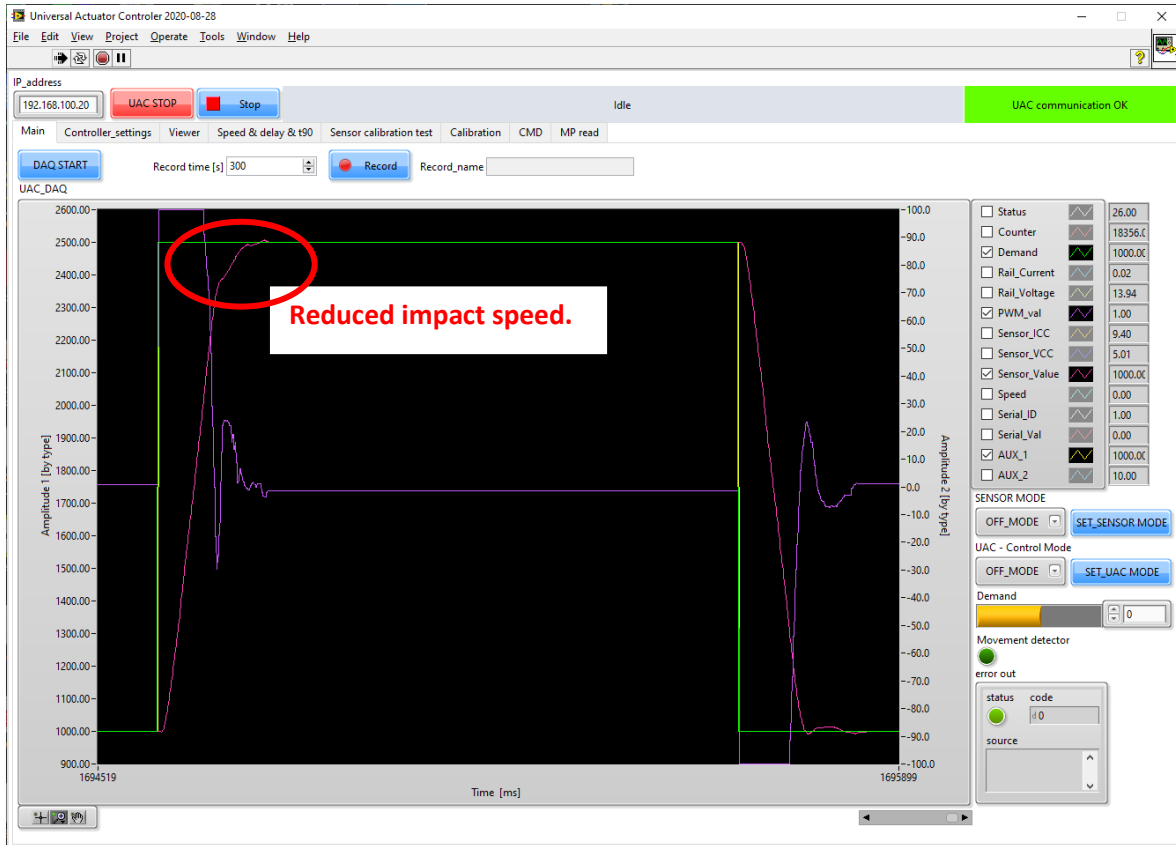 Universal Actuator Controler 2020-08-28
File Edit View Project Operate Tools Window Help
IP_address
192.168.100.20 UAC STOP Stop Idle UAC communication OK
Main Controller_settings Viewer Speed & delay & t90 Sensor calibration test Calibration CMD MP read
DAQ START Record time [s] 300 Record Record_name
UAC_DAQ
2600.00
2500.00
2400.00
2300.00
2200.00
2100.00
2000.00
1900.00
1800.00
1700.00
1600.00
1500.00
1400.00
1300.00
1200.00
1100.00
1000.00
900.00
Amplitude 1 [by type]
Reduced impact speed.
100.0
90.0
80.0
70.0
60.0
50.0
40.0
30.0
20.0
10.0
0.0
-10.0
-20.0
-30.0
-40.0
-50.0
-60.0
-70.0
-80.0
-90.0
-100.0
Amplitude 2 [by type]
1694519 1695899
Time [ms]
Status 26.00
Counter 18356.0
Demand 1000.00
Rail_Current 0.02
Rail_Voltage 13.94
PWM_val 1.00
Sensor_ICC 9.40
Sensor_VCC 5.01
Sensor_Value 1000.00
Speed 0.00
Serial_ID 1.00
Serial_Val 0.00
AUX_1 1000.00
AUX_2 10.00
SENSOR MODE
OFF_MODE SET_SENSOR MODE
UAC - Control Mode
OFF_MODE SET_UAC MODE
Demand
0
Movement detector
error out
status code
d 0
source